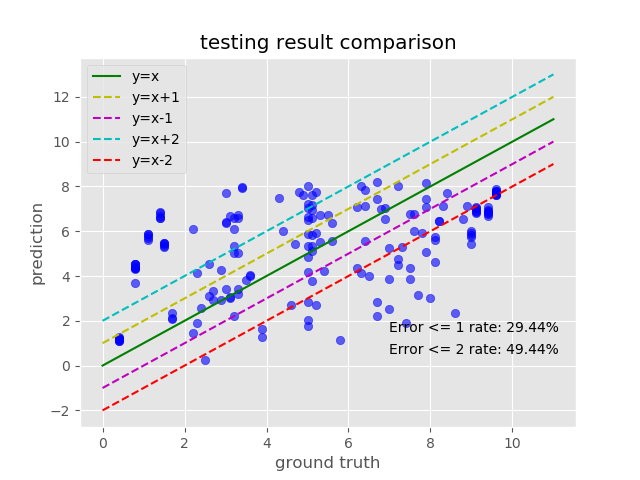 testing result comparison
y=x
y=x+1
y=x-1
y=x+2
y=x-2
12
10
8
6
4
2
0
−2
prediction
Error <= 1 rate: 29.44%
Error <= 2 rate: 49.44%
0 2 4 6 8 10
ground truth